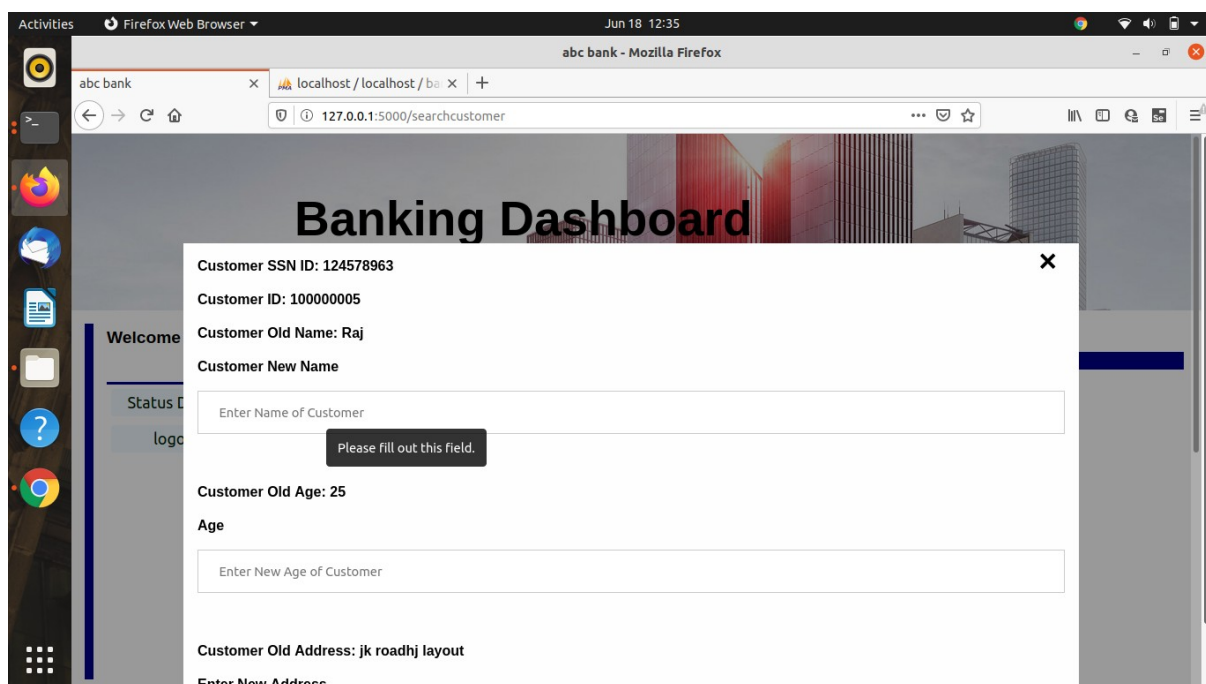 Activities Firefox Web Browser Jun 18 12:35
abc bank - Mozilla Firefox
abc bank localhost / localhost / ba
127.0.0.1:5000/searchcustomer
Banking Dashboard
Customer SSN ID: 124578963
Customer ID: 100000005
Welcome Customer Old Name: Raj
Customer New Name
Status D
Enter Name of Customer
logo
Please fill out this field.
Customer Old Age: 25
Age
Enter New Age of Customer
Customer Old Address: jk roadhj layout
Enter New Address